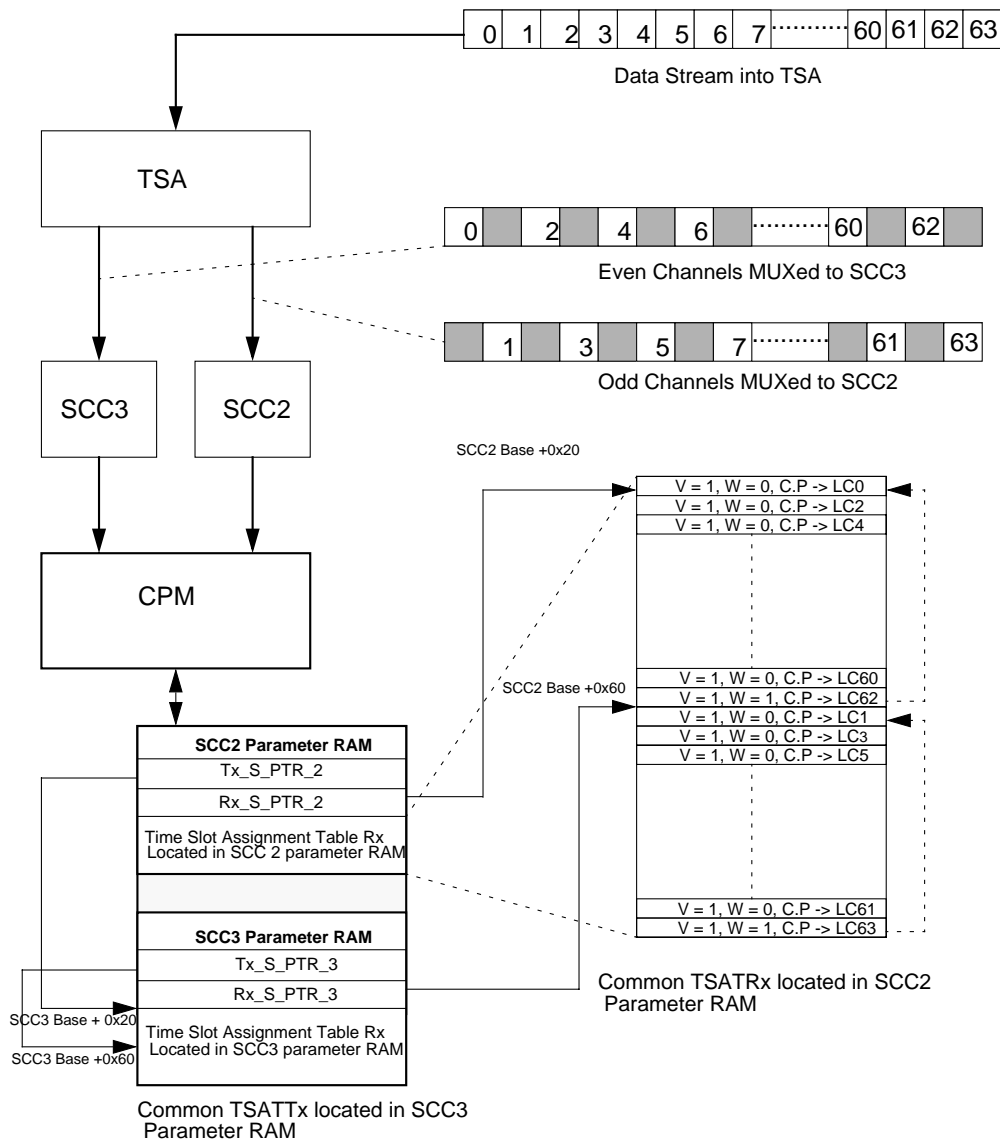 0 1 2 3 4 5 6 7 60 61 62 63
Data Stream into TSA
TSA
0 2 4 6 60 62
Even Channels MUXed to SCC3
1 3 5 7 61 63
Odd Channels MUXed to SCC2
SCC3
SCC2
SCC2 Base +0x20
V = 1, W = 0, C.P -> LC0
V = 1, W = 0, C.P -> LC2
V = 1, W = 0, C.P -> LC4
CPM
SCC2 Base +0x60
V = 1, W = 0, C.P -> LC60
V = 1, W = 1, C.P -> LC62
V = 1, W = 0, C.P -> LC1
V = 1, W = 0, C.P -> LC3
V = 1, W = 0, C.P -> LC5
SCC2 Parameter RAM
Tx_S_PTR_2
Rx_S_PTR_2
Time Slot Assignment Table Rx
Located in SCC 2 parameter RAM
V = 1, W = 0, C.P -> LC61
V = 1, W = 1, C.P -> LC63
SCC3 Parameter RAM
Tx_S_PTR_3
Rx_S_PTR_3
Common TSATRx located in SCC2
Parameter RAM
SCC3 Base + 0x20
Time Slot Assignment Table Rx
Located in SCC3 parameter RAM
SCC3 Base +0x60
Common TSATTx located in SCC3
Parameter RAM